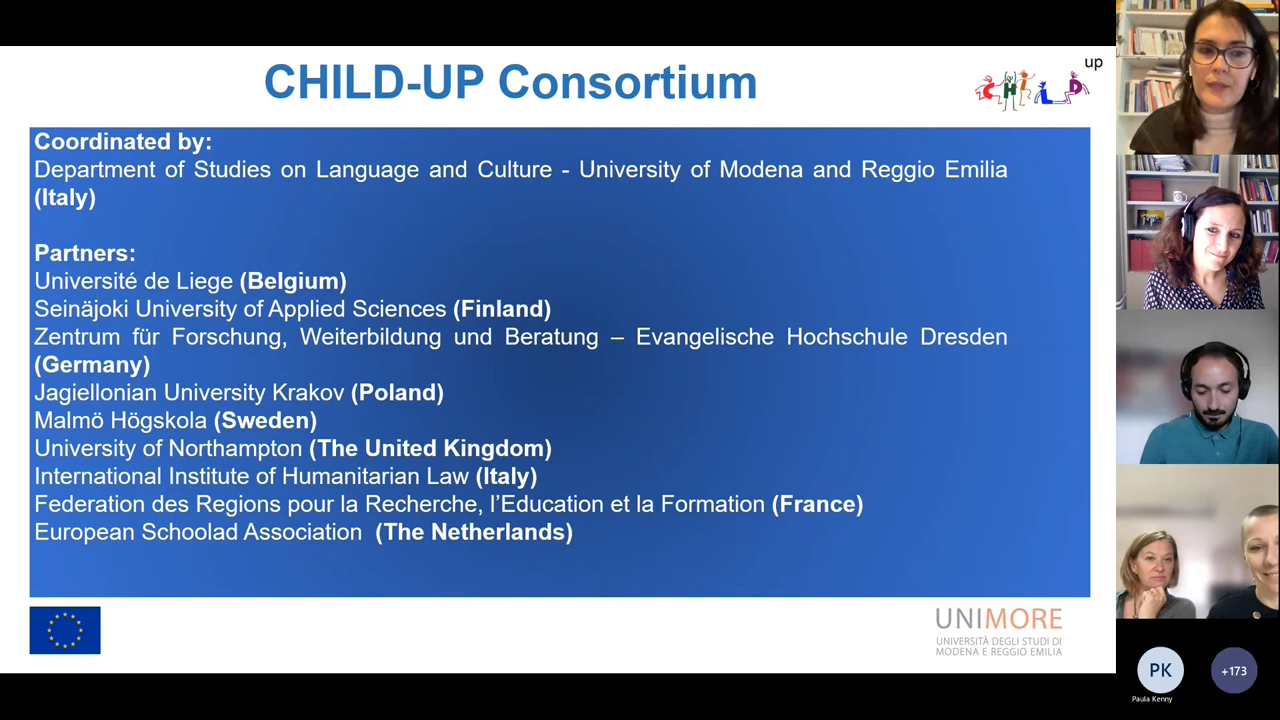 CHILD-UP Consortium
CHILD up
Coordinated by:
Department of Studies on Language and Culture - University of Modena and Reggio Emilia
(Italy)
Partners:
Université de Liege (Belgium)
Seinäjoki University of Applied Sciences (Finland)
Zentrum für Forschung, Weiterbildung und Beratung – Evangelische Hochschule Dresden
(Germany)
Jagiellonian University Krakov (Poland)
Malmö Högskola (Sweden)
University of Northampton (The United Kingdom)
International Institute of Humanitarian Law (Italy)
Federation des Regions pour la Recherche, l’Education et la Formation (France)
European Schoolad Association (The Netherlands)
UNIMORE
UNIVERSITÀ DEGLI STUDI DI
MODENA E REGGIO EMILIA
PK
Paula Kenny
+173